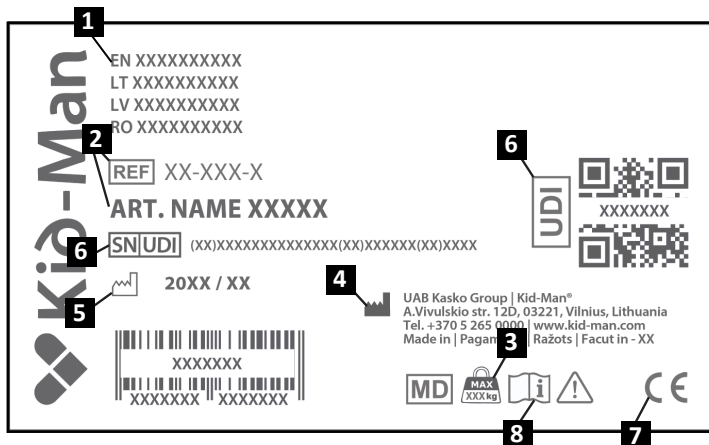 1
EN XXXXXXXXXX
LT XXXXXXXXXX
LV XXXXXXXXXX
RO XXXXXXXXXX
Kid-Man
2
REF XX-XXX-X
ART. NAME XXXXX
6
SN UDI (XX)XXXXXXXXXXXXXX(XX)XXXXXX(XX)XXXX
5
20XX / XX
XXXXXXX
XXXXXXX XXXXXXX
6
UDI
XXXXXXX
4
UAB Kasko Group | Kid-Man®
A.Vivulskio str. 12D, 03221, Vilnius, Lithuania
Tel. +370 5 265 0000 | www.kid-man.com
Made in | | Ražots | Facut in - XX
3
MD
MAX
XXX kg
i
!
CE
8
7